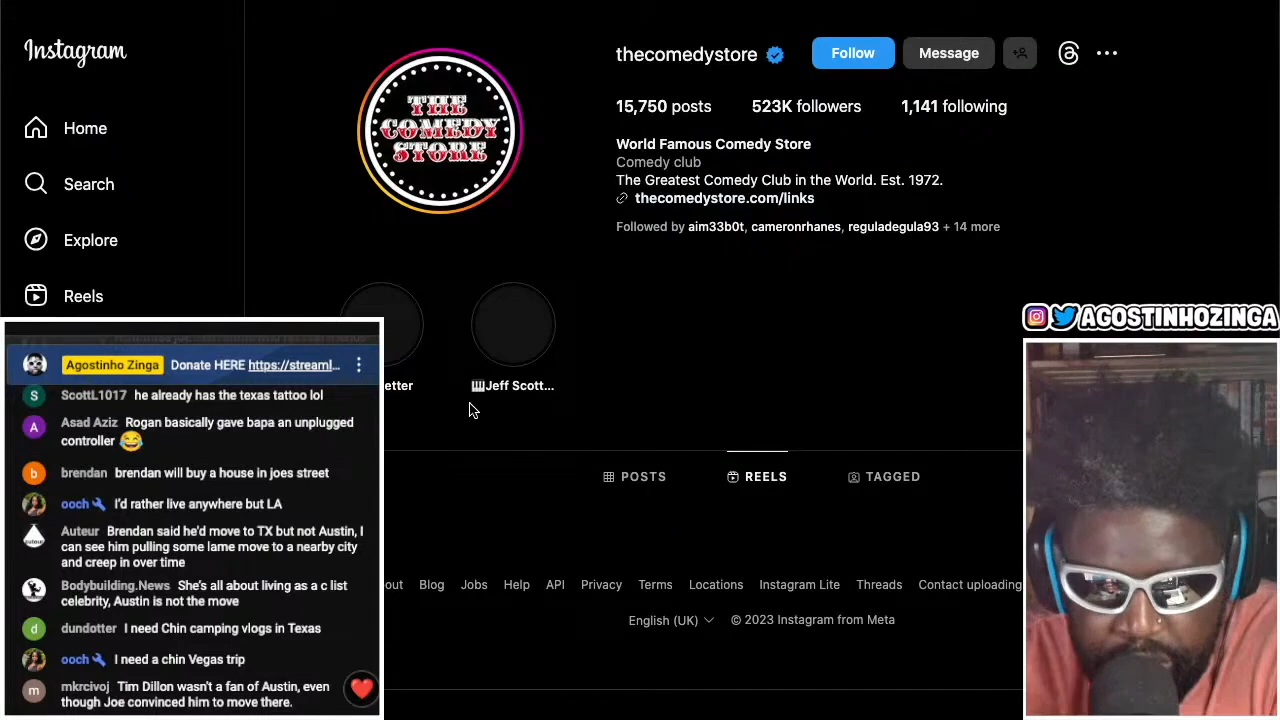 Instagram
Home
Search
Explore
Reels
THE
COMEDY
STORE
thecomedystore
Follow
Message
15,750 posts
523K followers
1,141 following
World Famous Comedy Store
Comedy club
The Greatest Comedy Club in the World. Est. 1972.
thecomedystore.com/links
Followed by aim33b0t, cameronrhanes, reguladegula93 + 14 more
etter
Jeff Scott...
POSTS
REELS
TAGGED
out
Blog
Jobs
Help
API
Privacy
Terms
Locations
Instagram Lite
Threads
Contact uploading
English (UK)
© 2023 Instagram from Meta
Agostinho Zinga Donate HERE https://streaml...
ScottL1017 he already has the texas tattoo lol
Asad Aziz Rogan basically gave bapa an unplugged
controller 😂
brendan brendan will buy a house in joes street
ooch I'd rather live anywhere but LA
Auteur Brendan said he'd move to TX but not Austin, I
can see him pulling some lame move to a nearby city
and creep in over time
Bodybuilding.News She's all about living as a c list
celebrity, Austin is not the move
dundotter I need Chin camping vlogs in Texas
ooch I need a chin Vegas trip
mkrcivoj Tim Dillon wasn't a fan of Austin, even
though Joe convinced him to move there.
AGOSTINHOZINGA